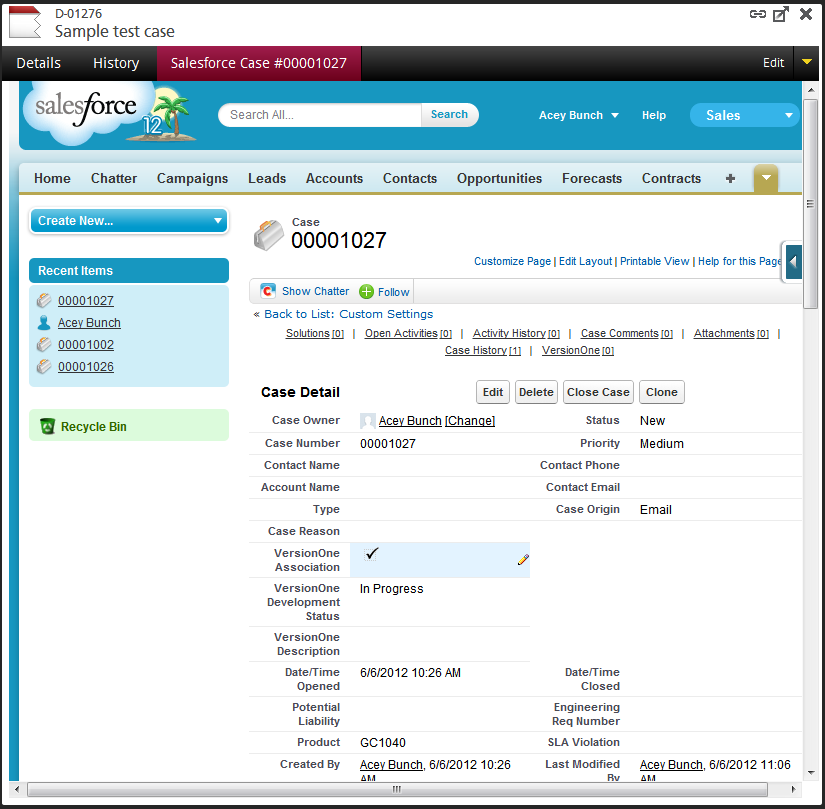 D-01276
Sample test case
Details History Salesforce Case #00001027 Edit
salesforce 12 Search All... Search Acey Bunch Help Sales
Home Chatter Campaigns Leads Accounts Contacts Opportunities Forecasts Contracts +
Create New...
Recent Items
00001027
Acey Bunch
00001002
00001026
Recycle Bin
Case
00001027
Customize Page | Edit Layout | Printable View | Help for this Page
Show Chatter Follow
« Back to List: Custom Settings
Solutions [0] | Open Activities [0] | Activity History [0] | Case Comments [0] | Attachments [0] |
Case History [1] | VersionOne [0]
Case Detail Edit Delete Close Case Clone
Case Owner Acey Bunch [Change] Status New
Case Number 00001027 Priority Medium
Contact Name Contact Phone
Account Name Contact Email
Type Case Origin Email
Case Reason
VersionOne
Association
VersionOne
Development
Status
In Progress
VersionOne
Description
Date/Time
Opened
6/6/2012 10:26 AM
Date/Time
Closed
Potential
Liability
Engineering
Req Number
Product GC1040 SLA Violation
Created By Acey Bunch, 6/6/2012 10:26
AM
Last Modified
By
Acey Bunch, 6/6/2012 11:06
AM